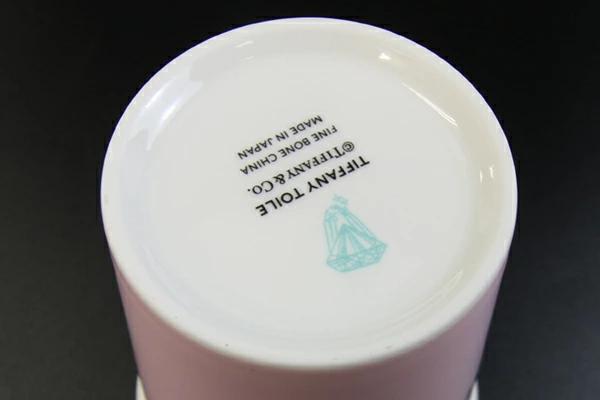 TIFFANY TOILE
©TIFFANY&Co.
FINE BONE CHINA
MADE IN JAPAN